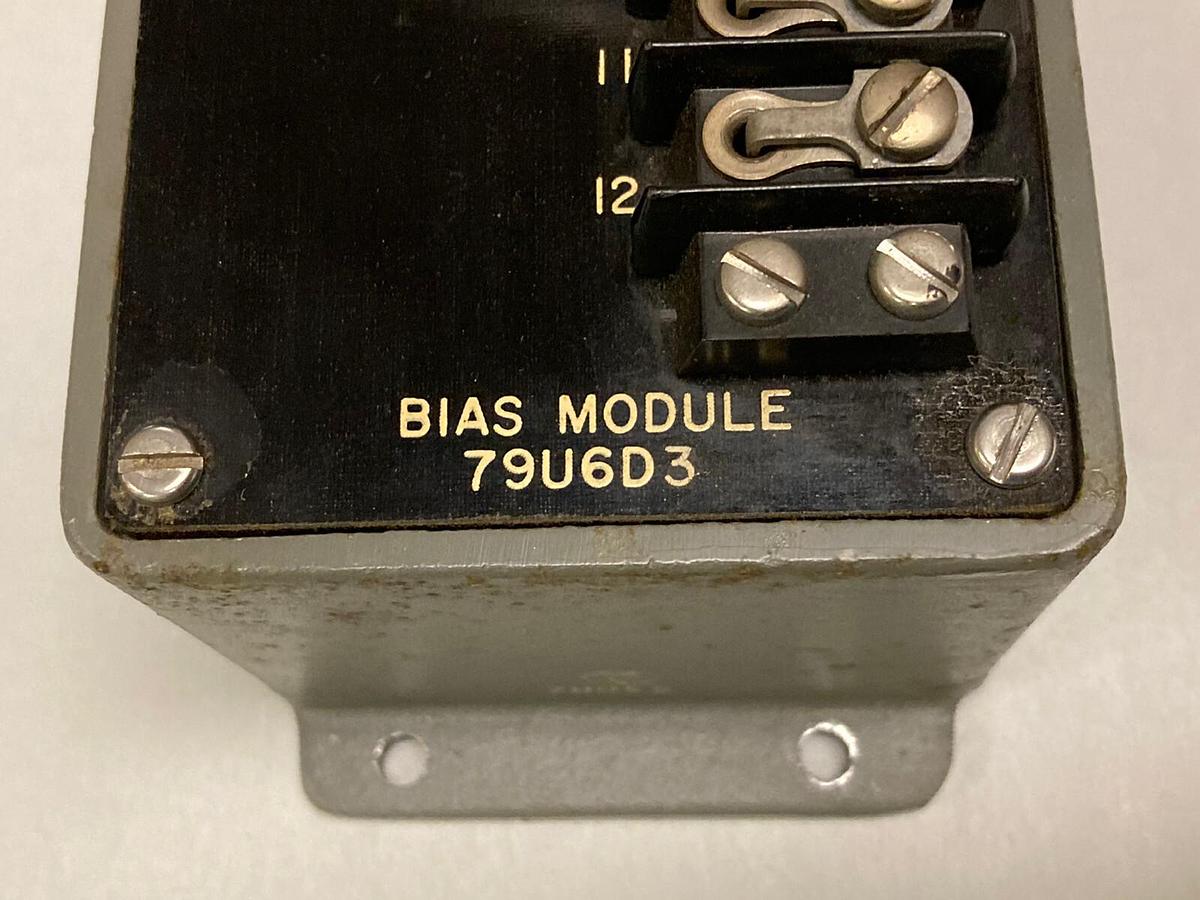 11
12
BIAS MODULE
79U6D3